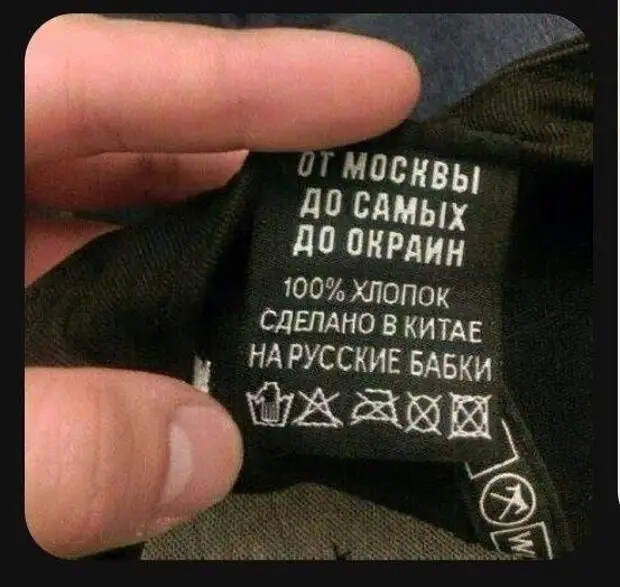 ОТ МОСКВЫ
ДО САМЫХ
ДО ОКРАИН
100% ХЛОПОК
СДЕЛАНО В КИТАЕ
НА РУССКИЕ БАБКИ